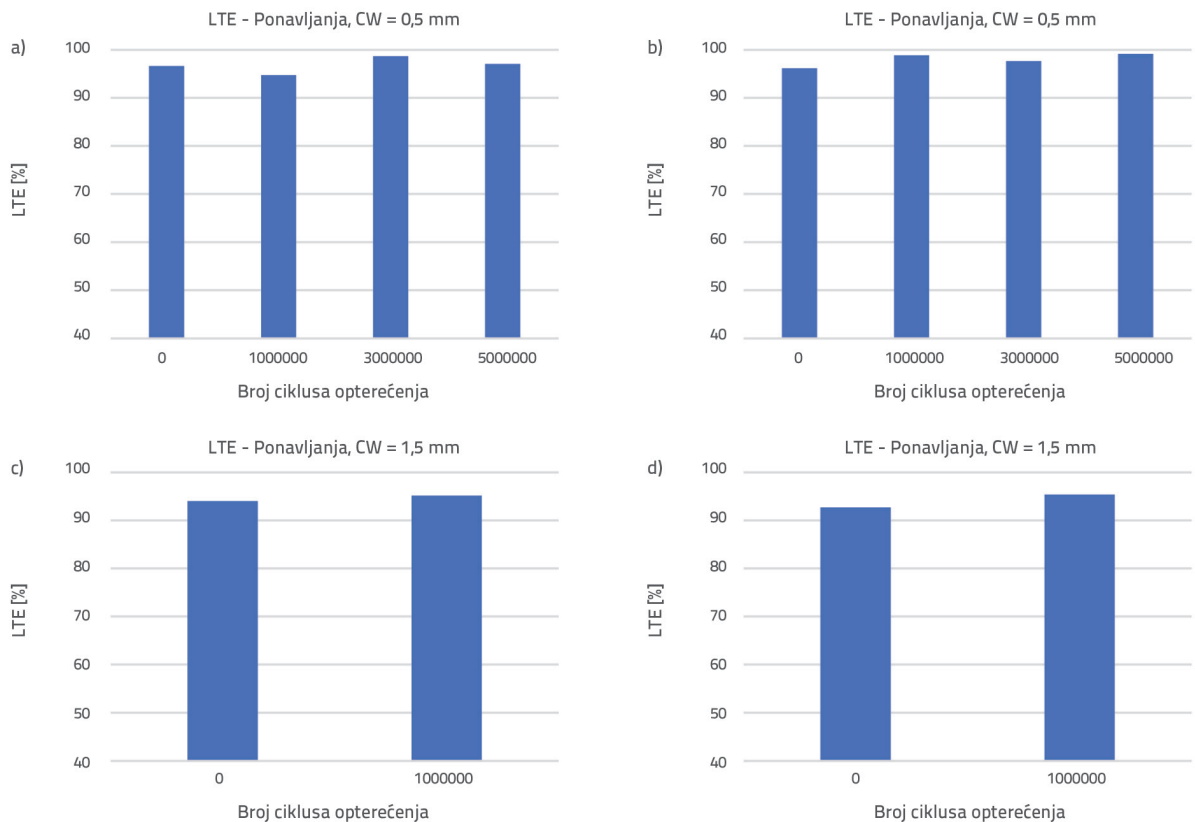 LTE - Ponavljanja, CW = 0,5 mm
a)
100
90
80
70
60
50
40
LTE [%]
0 1000000 3000000 5000000
Broj ciklusa opterećenja
LTE - Ponavljanja, CW = 0,5 mm
b)
100
90
80
70
60
50
40
LTE [%]
0 1000000 3000000 5000000
Broj ciklusa opterećenja
LTE - Ponavljanja, CW = 1,5 mm
c)
100
90
80
70
60
50
40
LTE [%]
0 1000000
Broj ciklusa opterećenja
LTE - Ponavljanja, CW = 1,5 mm
d)
100
90
80
70
60
50
40
LTE [%]
0 1000000
Broj ciklusa opterećenja